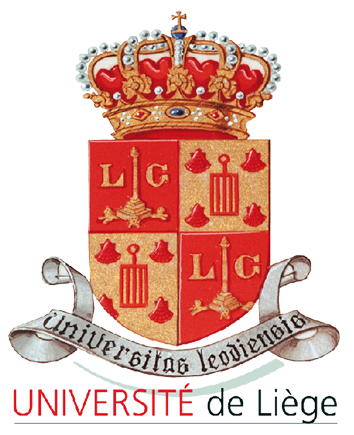 L G
L G
Universitas leodiensis
UNIVERSITÉ de Liège